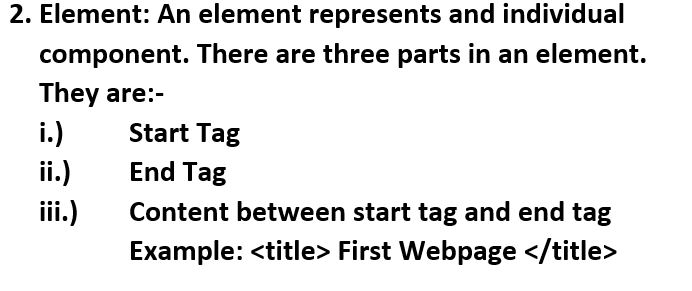 2. Element: An element represents and individual
component. There are three parts in an element.
They are:-
i.) Start Tag
ii.) End Tag
iii.) Content between start tag and end tag
Example: <title> First Webpage </title>